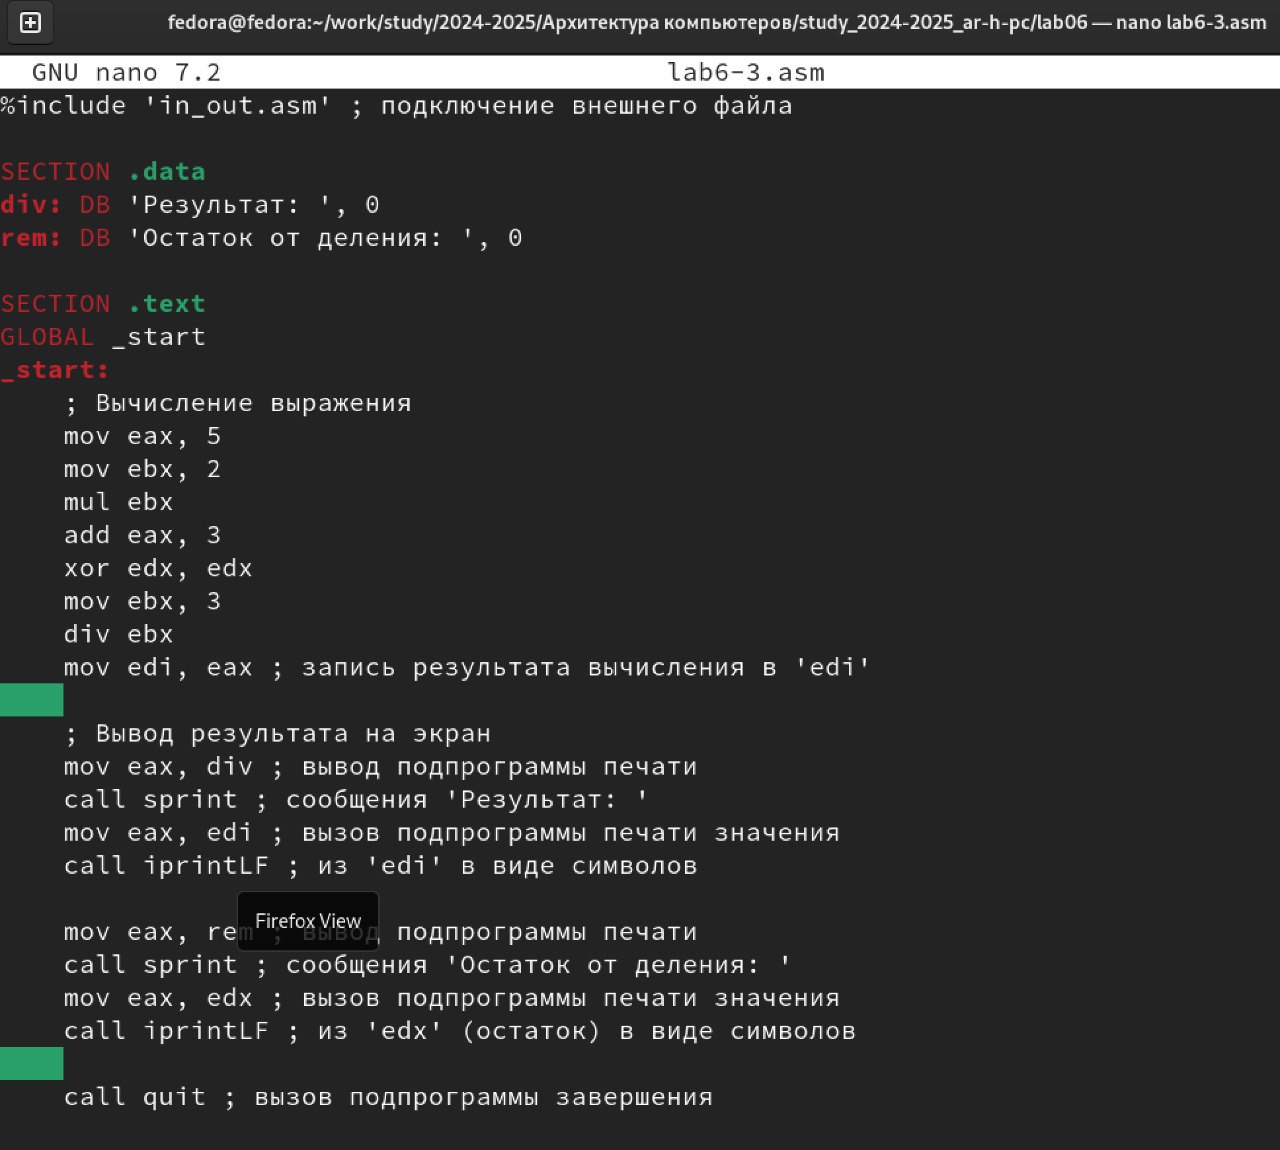 fedora@fedora:~/work/study/2024-2025/Архитектура компьютеров/study_2024-2025_ar-h-pc/lab06 — nano lab6-3.asm
GNU nano 7.2 lab6-3.asm
%include 'in_out.asm' ; подключение внешнего файла
SECTION .data
div: DB 'Результат: ', 0
rem: DB 'Остаток от деления: ', 0
SECTION .text
GLOBAL _start
_start:
; Вычисление выражения
mov eax, 5
mov ebx, 2
mul ebx
add eax, 3
xor edx, edx
mov ebx, 3
div ebx
mov edi, eax ; запись результата вычисления в 'edi'
; Вывод результата на экран
mov eax, div ; вывод подпрограммы печати
call sprint ; сообщения 'Результат: '
mov eax, edi ; вызов подпрограммы печати значения
call iprintLF ; из 'edi' в виде символов
Firefox View
mov eax, rem ; вывод подпрограммы печати
call sprint ; сообщения 'Остаток от деления: '
mov eax, edx ; вызов подпрограммы печати значения
call iprintLF ; из 'edx' (остаток) в виде символов
call quit ; вызов подпрограммы завершения